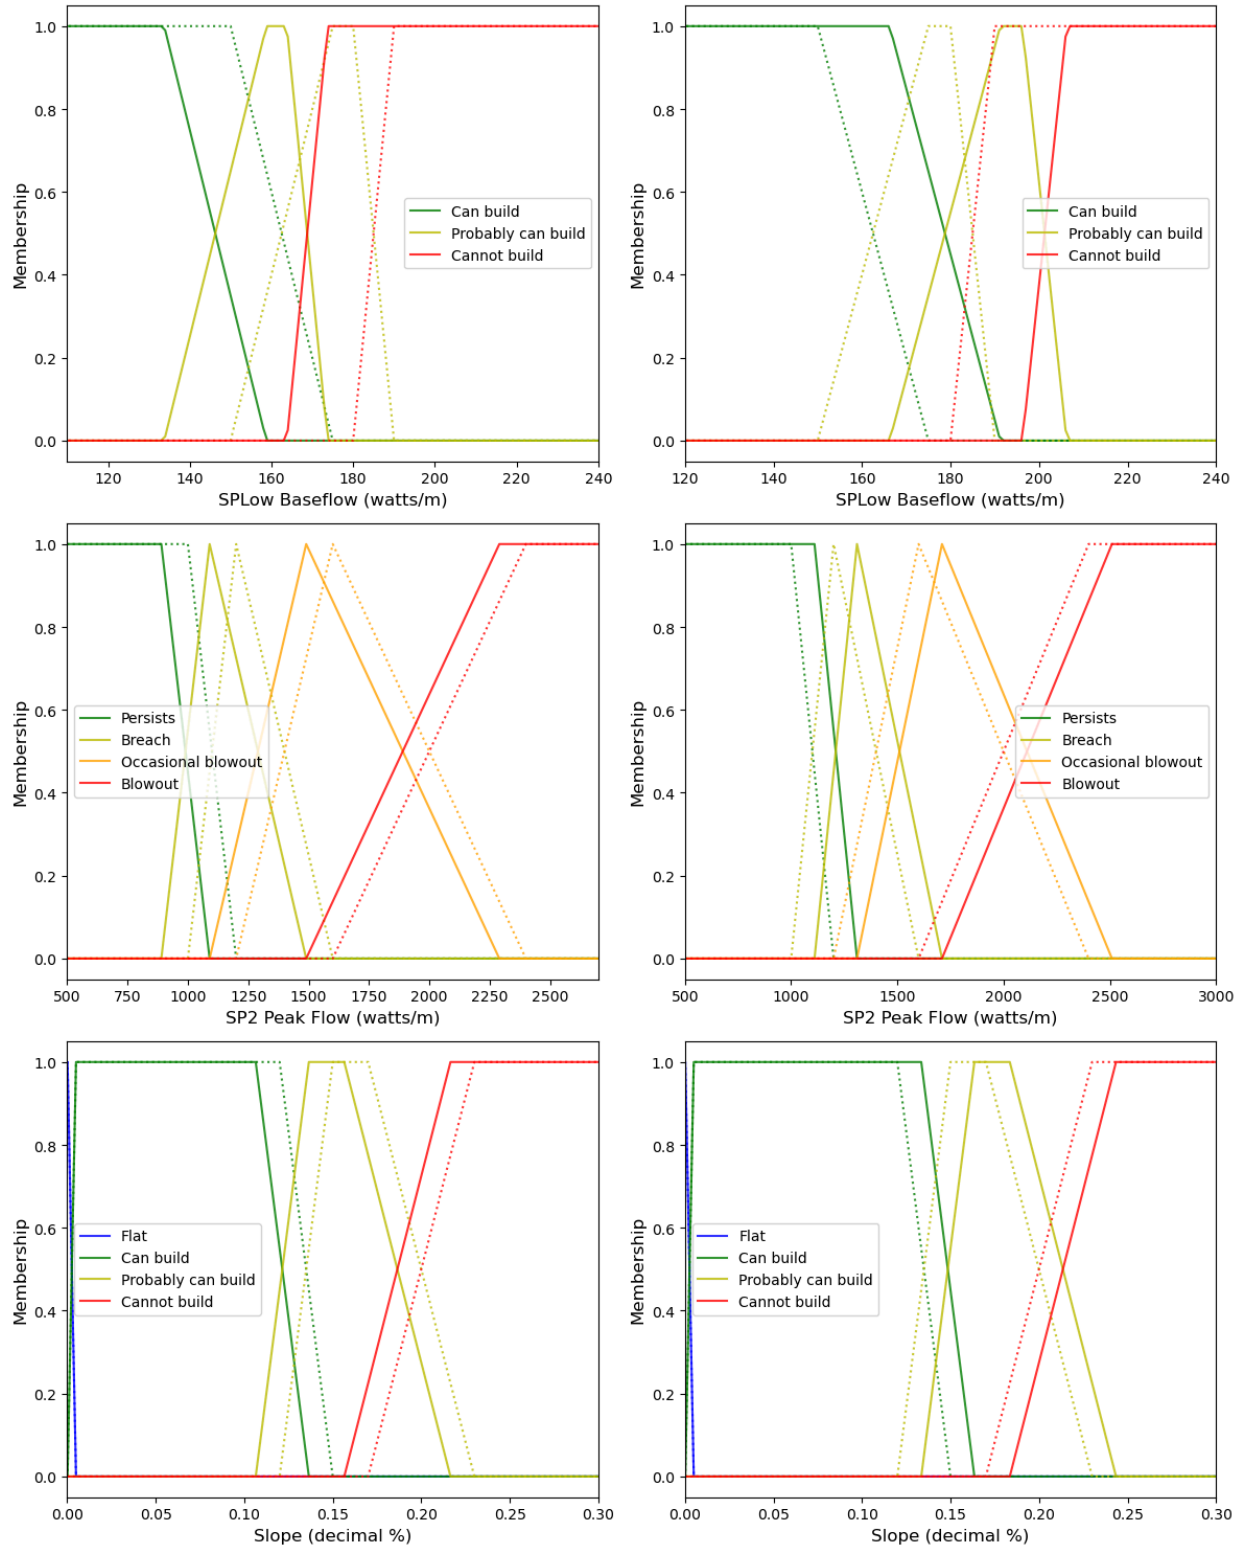 1.0
0.8
0.6
0.4
0.2
0.0
Membership
Can build
Probably can build
Cannot build
120 140 160 180 200 220 240
SPLow Baseflow (watts/m)
1.0
0.8
0.6
0.4
0.2
0.0
Membership
Can build
Probably can build
Cannot build
120 140 160 180 200 220 240
SPLow Baseflow (watts/m)
1.0
0.8
0.6
0.4
0.2
0.0
Membership
Persists
Breach
Occasional blowout
Blowout
500 750 1000 1250 1500 1750 2000 2250 2500
SP2 Peak Flow (watts/m)
1.0
0.8
0.6
0.4
0.2
0.0
Membership
Persists
Breach
Occasional blowout
Blowout
500 1000 1500 2000 2500 3000
SP2 Peak Flow (watts/m)
1.0
0.8
0.6
0.4
0.2
0.0
Membership
Flat
Can build
Probably can build
Cannot build
0.00 0.05 0.10 0.15 0.20 0.25 0.30
Slope (decimal %)
1.0
0.8
0.6
0.4
0.2
0.0
Membership
Flat
Can build
Probably can build
Cannot build
0.00 0.05 0.10 0.15 0.20 0.25 0.30
Slope (decimal %)